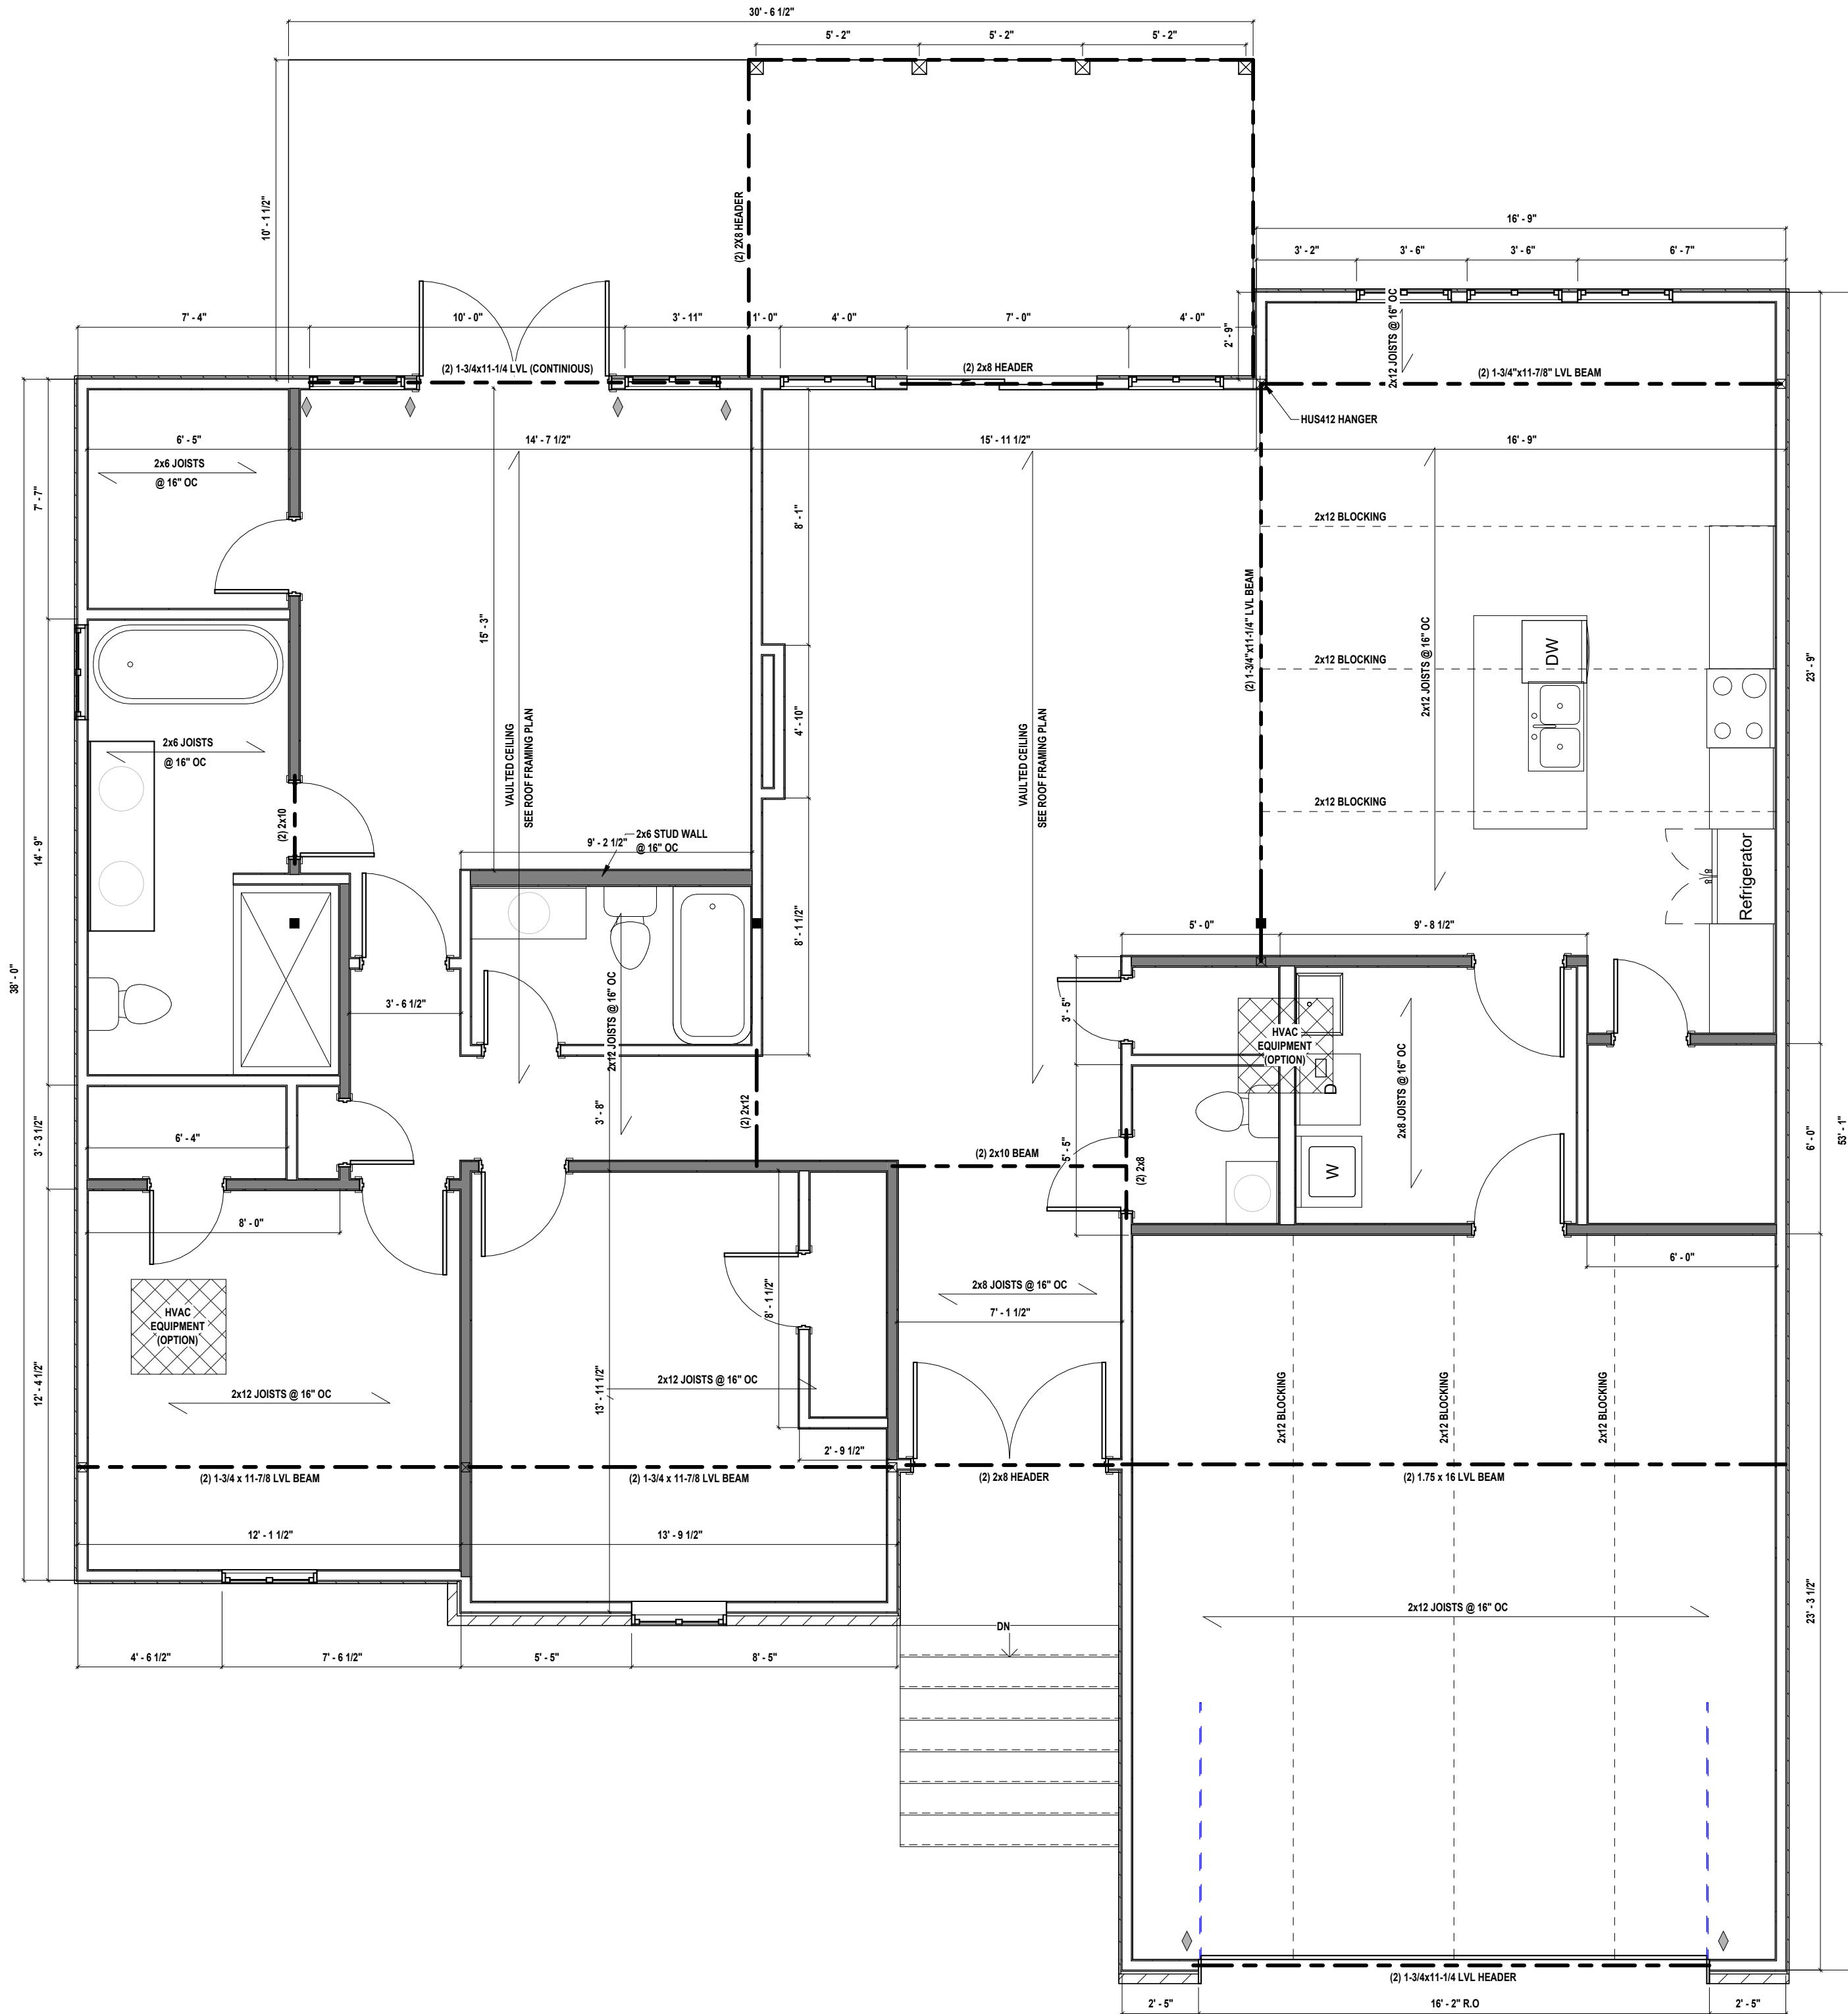 30' - 6 1/2"
5' - 2"
5' - 2"
5' - 2"
10' - 1 1/2"
(2) 2X8 HEADER
16' - 9"
3' - 2"
3' - 6"
3' - 6"
6' - 7"
7' - 4"
10' - 0"
3' - 11"
1' - 0"
4' - 0"
7' - 0"
4' - 0"
2' - 9"
2x12 JOISTS @ 16" OC
(2) 1-3/4x11-1/4 LVL (CONTINIOUS)
(2) 2x8 HEADER
(2) 1-3/4"x11-7/8" LVL BEAM
HUS412 HANGER
6' - 5"
14' - 7 1/2"
15' - 11 1/2"
16' - 9"
2x6 JOISTS
@ 16" OC
7' - 7"
8' - 1"
2x12 BLOCKING
15' - 3"
(2) 1-3/4"x11-1/4" LVL BEAM
2x12 JOISTS @ 16" OC
DW
2x12 BLOCKING
23' - 9"
4' - 10"
2x6 JOISTS
@ 16" OC
VAULTED CEILING
SEE ROOF FRAMING PLAN
VAULTED CEILING
SEE ROOF FRAMING PLAN
2x12 BLOCKING
(2) 2x10
2x6 STUD WALL
@ 16" OC
9' - 2 1/2"
14' - 9"
Refrigerator
8' - 1 1/2"
5' - 0"
9' - 8 1/2"
38' - 0"
3' - 6 1/2"
2x12 JOISTS @ 16" OC
3' - 5"
HVAC
EQUIPMENT
(OPTION)
D
2x8 JOISTS @ 16" OC
(2) 2x12
3' - 8"
3' - 3 1/2"
6' - 4"
(2) 2x10 BEAM
5' - 5"
(2) 2x8
W
6' - 0"
53' - 1"
8' - 0"
6' - 0"
HVAC
EQUIPMENT
(OPTION)
8' - 1 1/2"
2x8 JOISTS @ 16" OC
7' - 1 1/2"
12' - 4 1/2"
2x12 JOISTS @ 16" OC
13' - 11 1/2"
2x12 JOISTS @ 16" OC
2x12 BLOCKING
2x12 BLOCKING
2x12 BLOCKING
2' - 9 1/2"
(2) 1-3/4 x 11-7/8 LVL BEAM
(2) 1-3/4 x 11-7/8 LVL BEAM
(2) 2x8 HEADER
(2) 1.75 x 16 LVL BEAM
12' - 1 1/2"
13' - 9 1/2"
23' - 3 1/2"
2x12 JOISTS @ 16" OC
DN
4' - 6 1/2"
7' - 6 1/2"
5' - 5"
8' - 5"
(2) 1-3/4x11-1/4 LVL HEADER
2' - 5"
16' - 2" R.O
2' - 5"